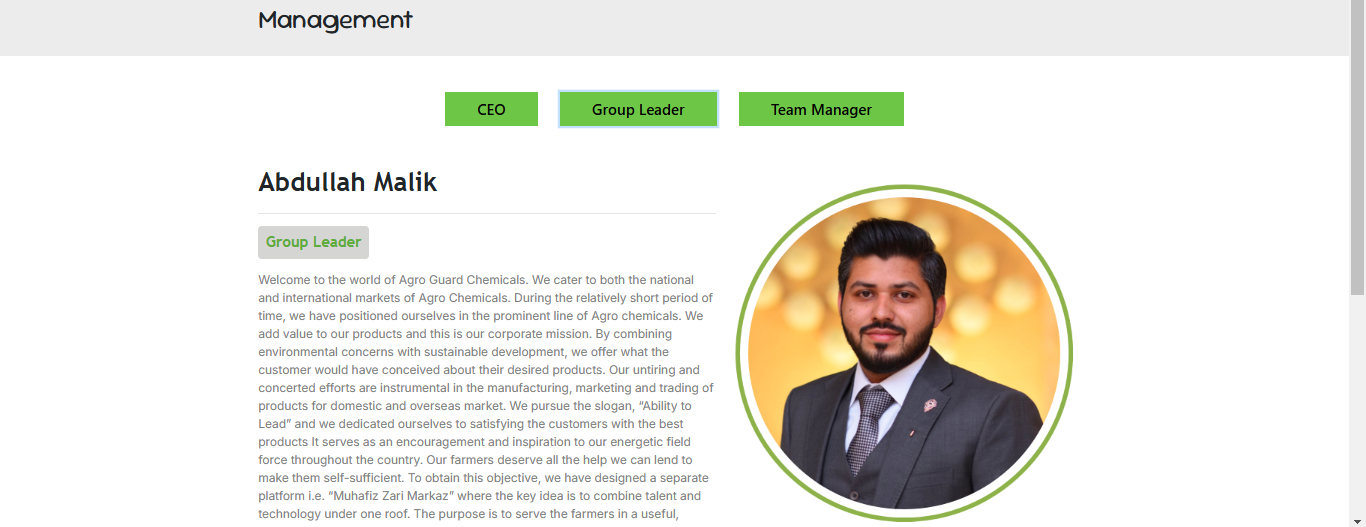 Management
CEO
Group Leader
Team Manager
Abdullah Malik
Group Leader
Welcome to the world of Agro Guard Chemicals. We cater to both the national
and international markets of Agro Chemicals. During the relatively short period of
time, we have positioned ourselves in the prominent line of Agro chemicals. We
add value to our products and this is our corporate mission. By combining
environmental concerns with sustainable development, we offer what the
customer would have conceived about their desired products. Our untiring and
concerted efforts are instrumental in the manufacturing, marketing and trading of
products for domestic and overseas market. We pursue the slogan, “Ability to
Lead” and we dedicated ourselves to satisfying the customers with the best
products It serves as an encouragement and inspiration to our energetic field
force throughout the country. Our farmers deserve all the help we can lend to
make them self-sufficient. To obtain this objective, we have designed a separate
platform i.e. “Muhafiz Zari Markaz” where the key idea is to combine talent and
technology under one roof. The purpose is to serve the farmers in a useful,